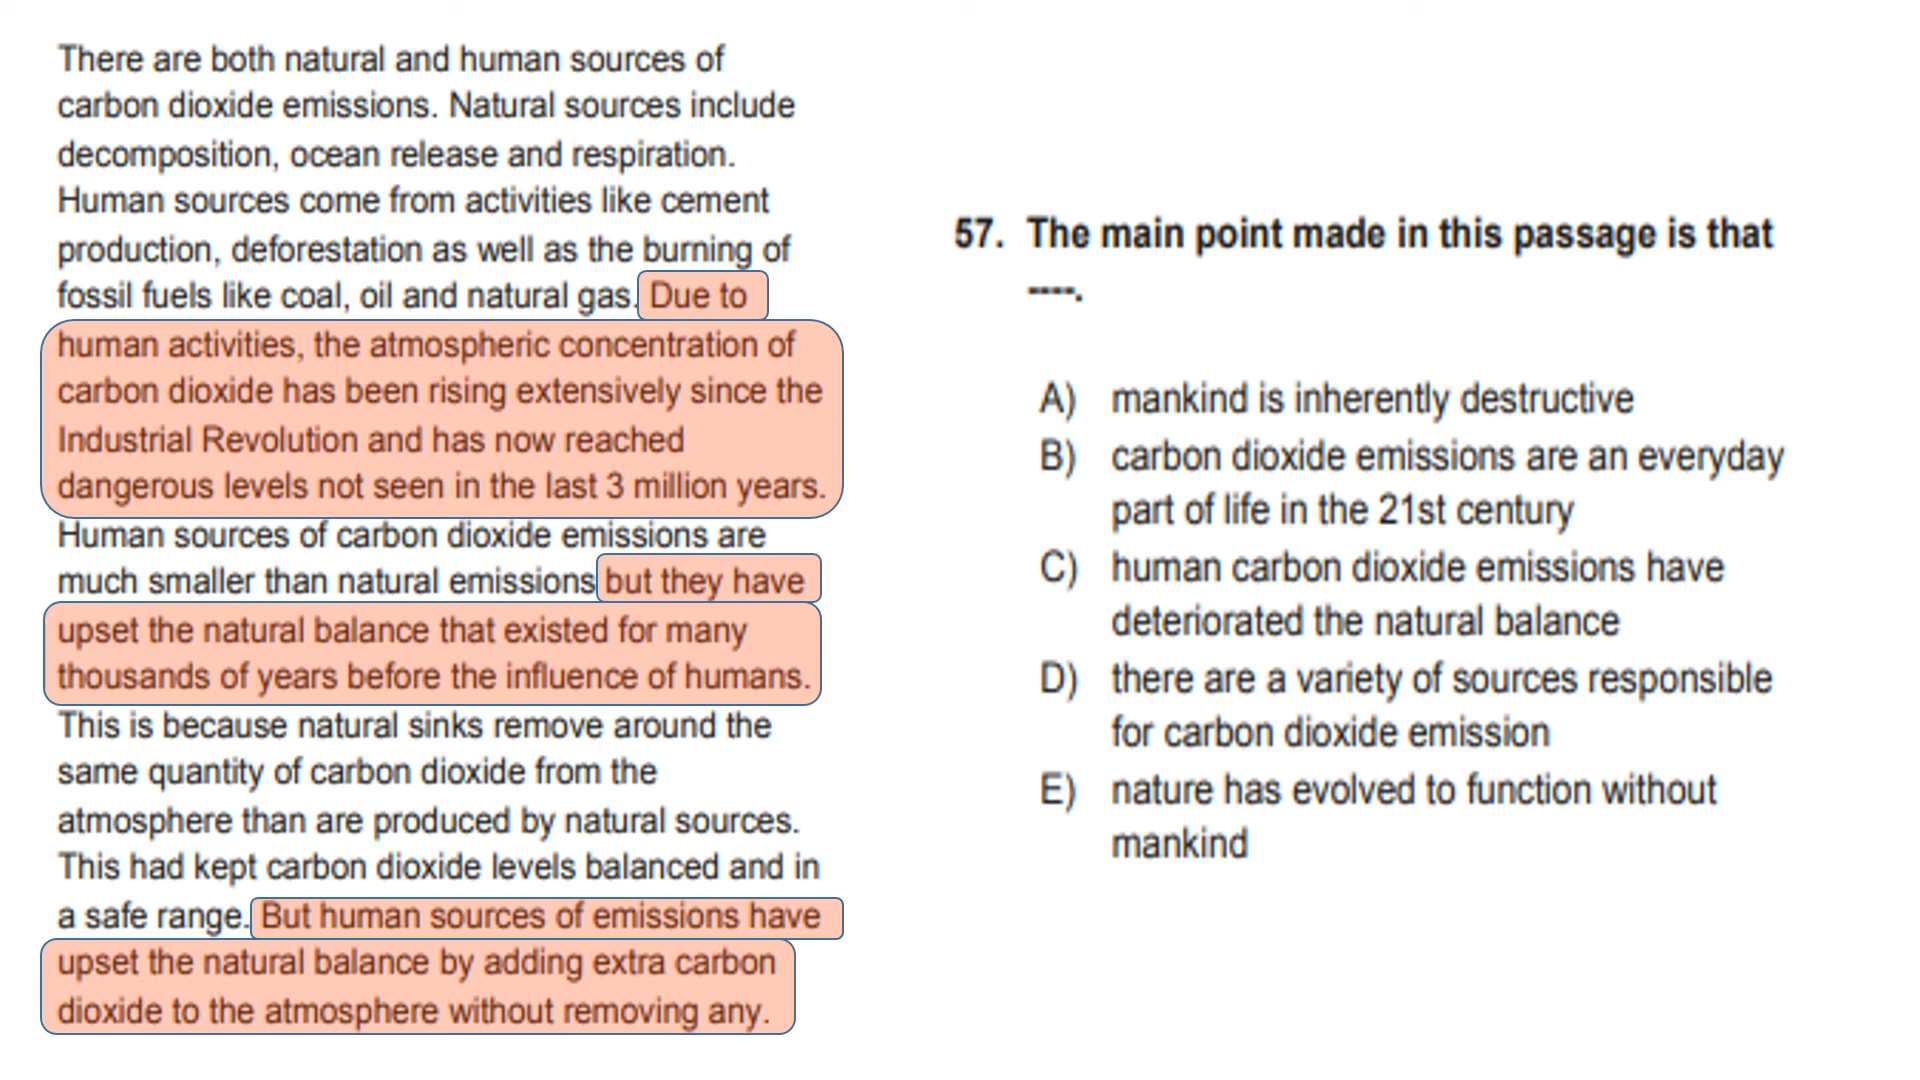 There are both natural and human sources of
carbon dioxide emissions. Natural sources include
decomposition, ocean release and respiration.
Human sources come from activities like cement
production, deforestation as well as the burning of
fossil fuels like coal, oil and natural gas. Due to
human activities, the atmospheric concentration of
carbon dioxide has been rising extensively since the
Industrial Revolution and has now reached
dangerous levels not seen in the last 3 million years.
Human sources of carbon dioxide emissions are
much smaller than natural emissions but they have
upset the natural balance that existed for many
thousands of years before the influence of humans.
This is because natural sinks remove around the
same quantity of carbon dioxide from the
atmosphere than are produced by natural sources.
This had kept carbon dioxide levels balanced and in
a safe range. But human sources of emissions have
upset the natural balance by adding extra carbon
dioxide to the atmosphere without removing any.
57. The main point made in this passage is that
----.
A) mankind is inherently destructive
B) carbon dioxide emissions are an everyday
part of life in the 21st century
C) human carbon dioxide emissions have
deteriorated the natural balance
D) there are a variety of sources responsible
for carbon dioxide emission
E) nature has evolved to function without
mankind